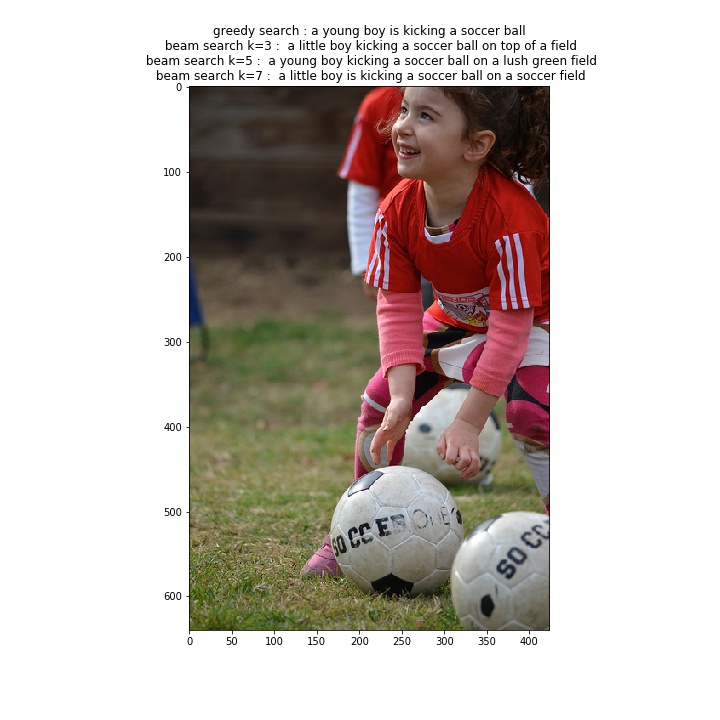 greedy search : a young boy is kicking a soccer ball
beam search k=3 :  a little boy kicking a soccer ball on top of a field
beam search k=5 :  a young boy kicking a soccer ball on a lush green field
beam search k=7 :  a little boy is kicking a soccer ball on a soccer field
0
100
200
300
400
500
600
SOCCER ONE
SOCC
0
50
100
150
200
250
300
350
400